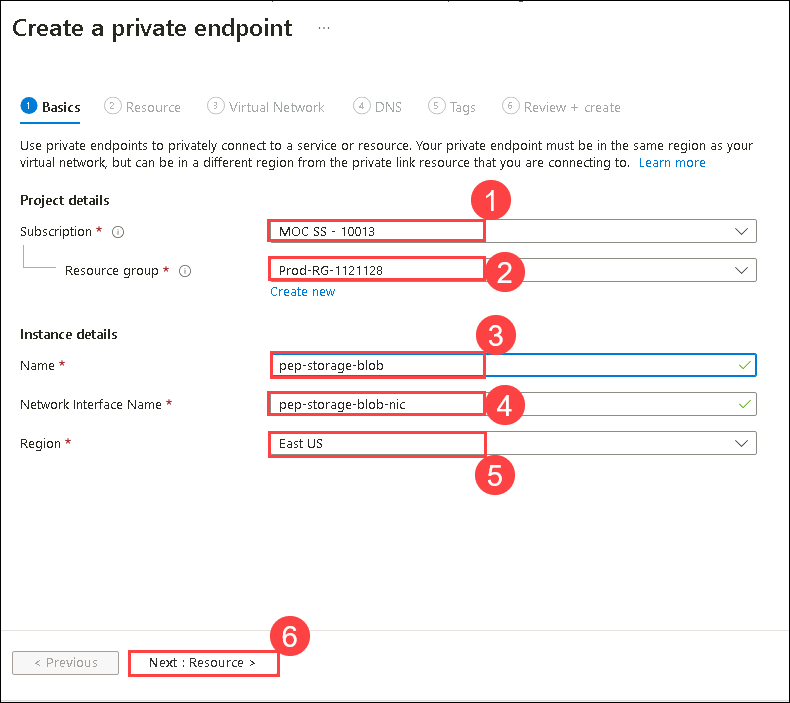 Create a private endpoint ...
1 Basics 2 Resource 3 Virtual Network 4 DNS 5 Tags 6 Review + create
Use private endpoints to privately connect to a service or resource. Your private endpoint must be in the same region as your
virtual network, but can be in a different region from the private link resource that you are connecting to. Learn more
Project details
1
Subscription * MOC SS - 10013
Resource group * Prod-RG-1121128 2
Create new
Instance details
3
Name * pep-storage-blob
Network Interface Name * pep-storage-blob-nic 4
Region * East US
5
6
< Previous Next : Resource >